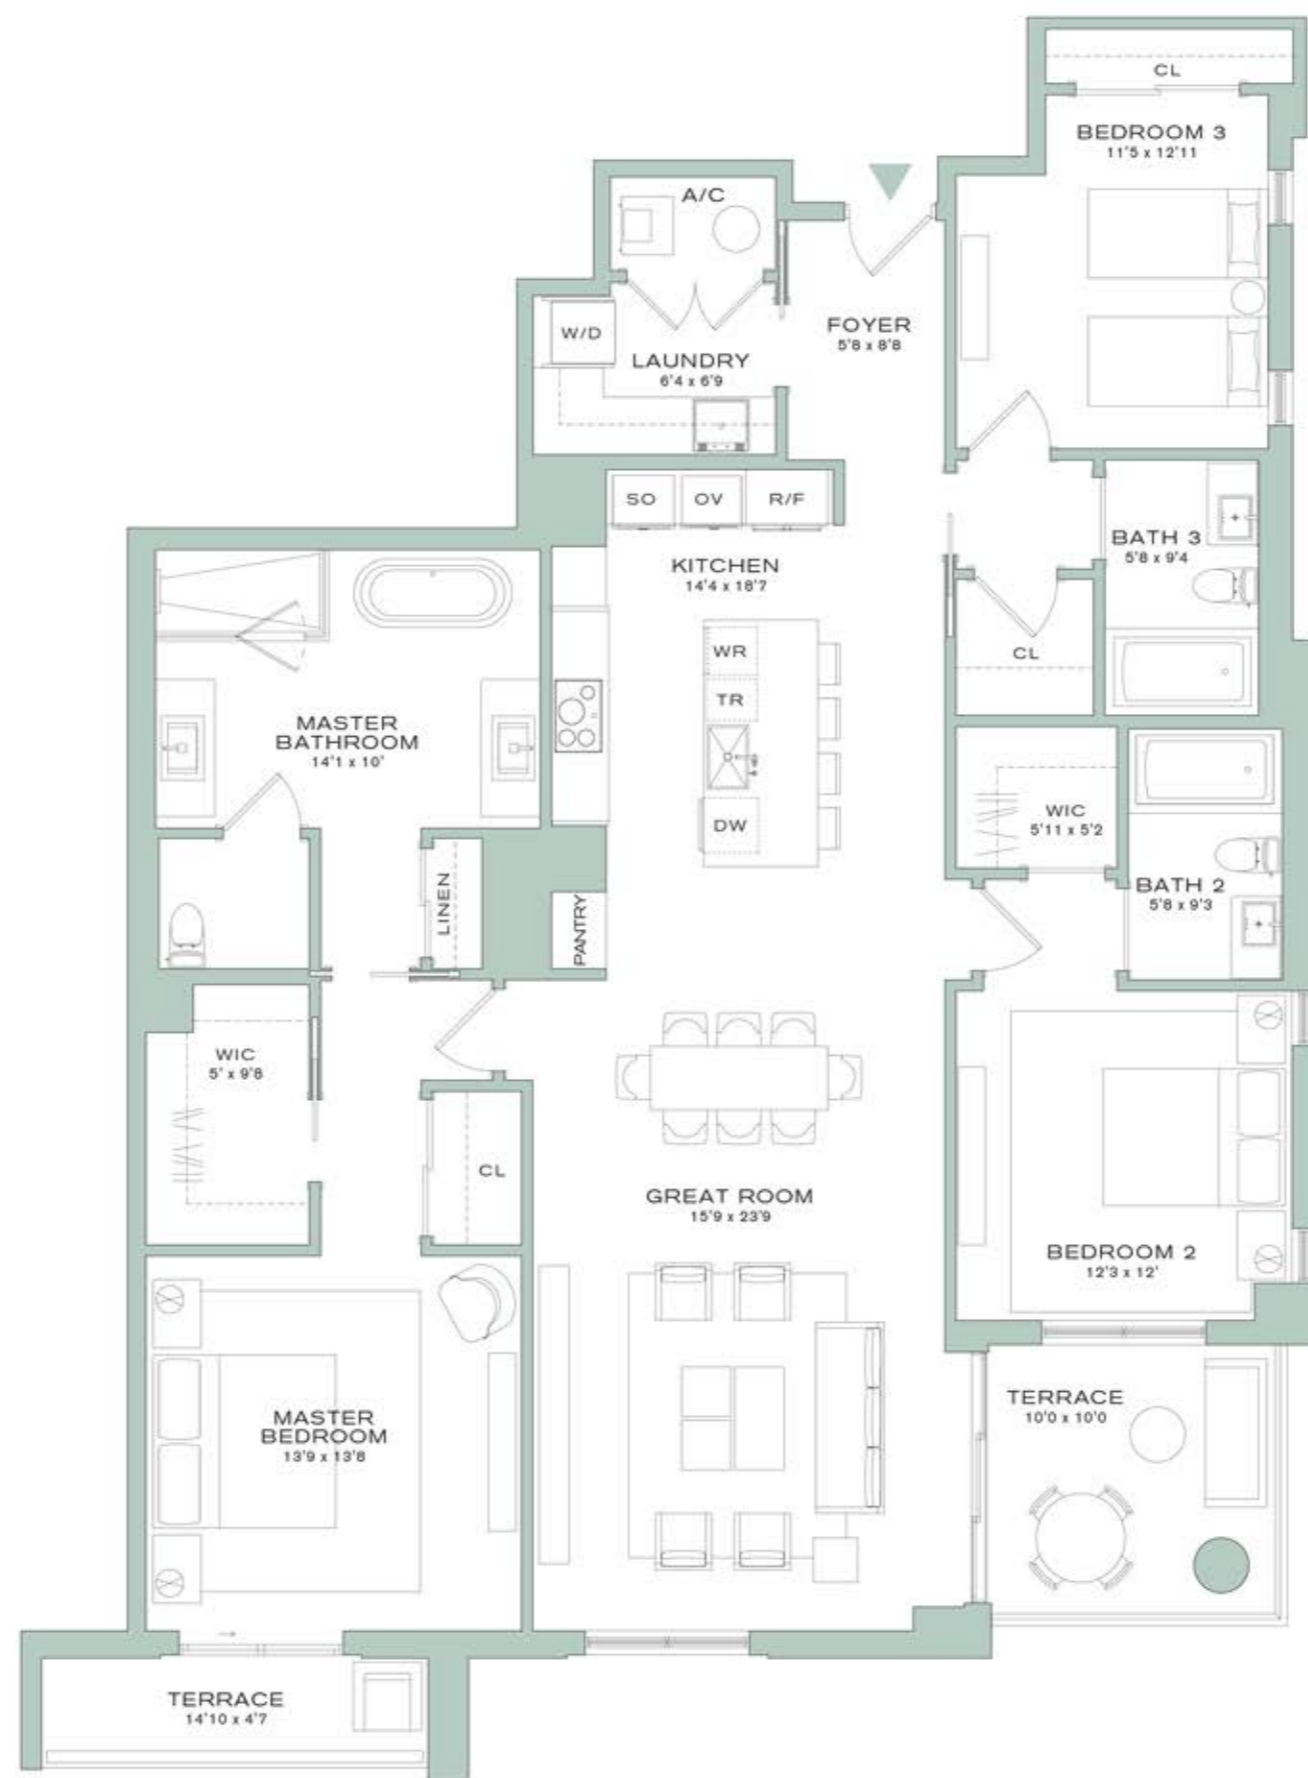 CL
BEDROOM 3
11'5 x 12'11
A/C
FOYER
5'8 x 8'8
W/D
LAUNDRY
6'4 x 6'9
SO
OV
R/F
KITCHEN
14'4 x 18'7
BATH 3
5'8 x 9'4
WR
TR
DW
CL
MASTER
BATHROOM
14'1 x 10'
WIC
5'11 x 5'2
BATH 2
5'8 x 9'3
LINEN
PANTRY
WIC
5' x 9'8
CL
GREAT ROOM
15'9 x 23'9
BEDROOM 2
12'3 x 12'
MASTER
BEDROOM
13'9 x 13'8
TERRACE
10'0 x 10'0
TERRACE
14'10 x 4'7